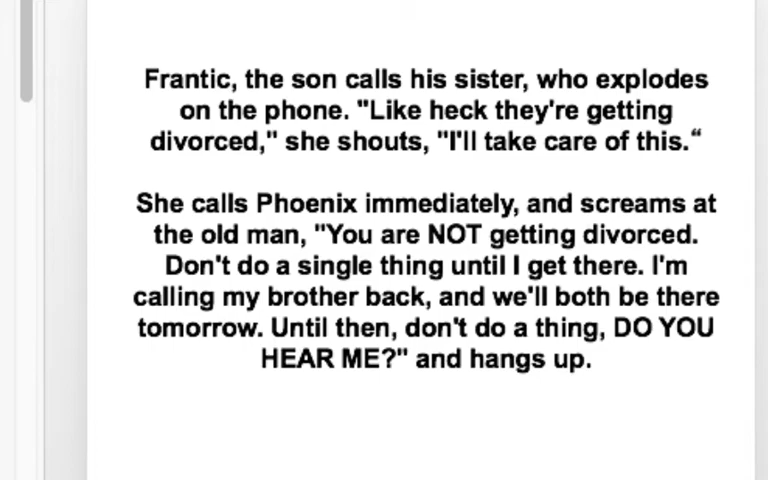 Frantic, the son calls his sister, who explodes
on the phone. "Like heck they're getting
divorced," she shouts, "I'll take care of this.“
She calls Phoenix immediately, and screams at
the old man, "You are NOT getting divorced.
Don't do a single thing until I get there. I'm
calling my brother back, and we'll both be there
tomorrow. Until then, don't do a thing, DO YOU
HEAR ME?" and hangs up.